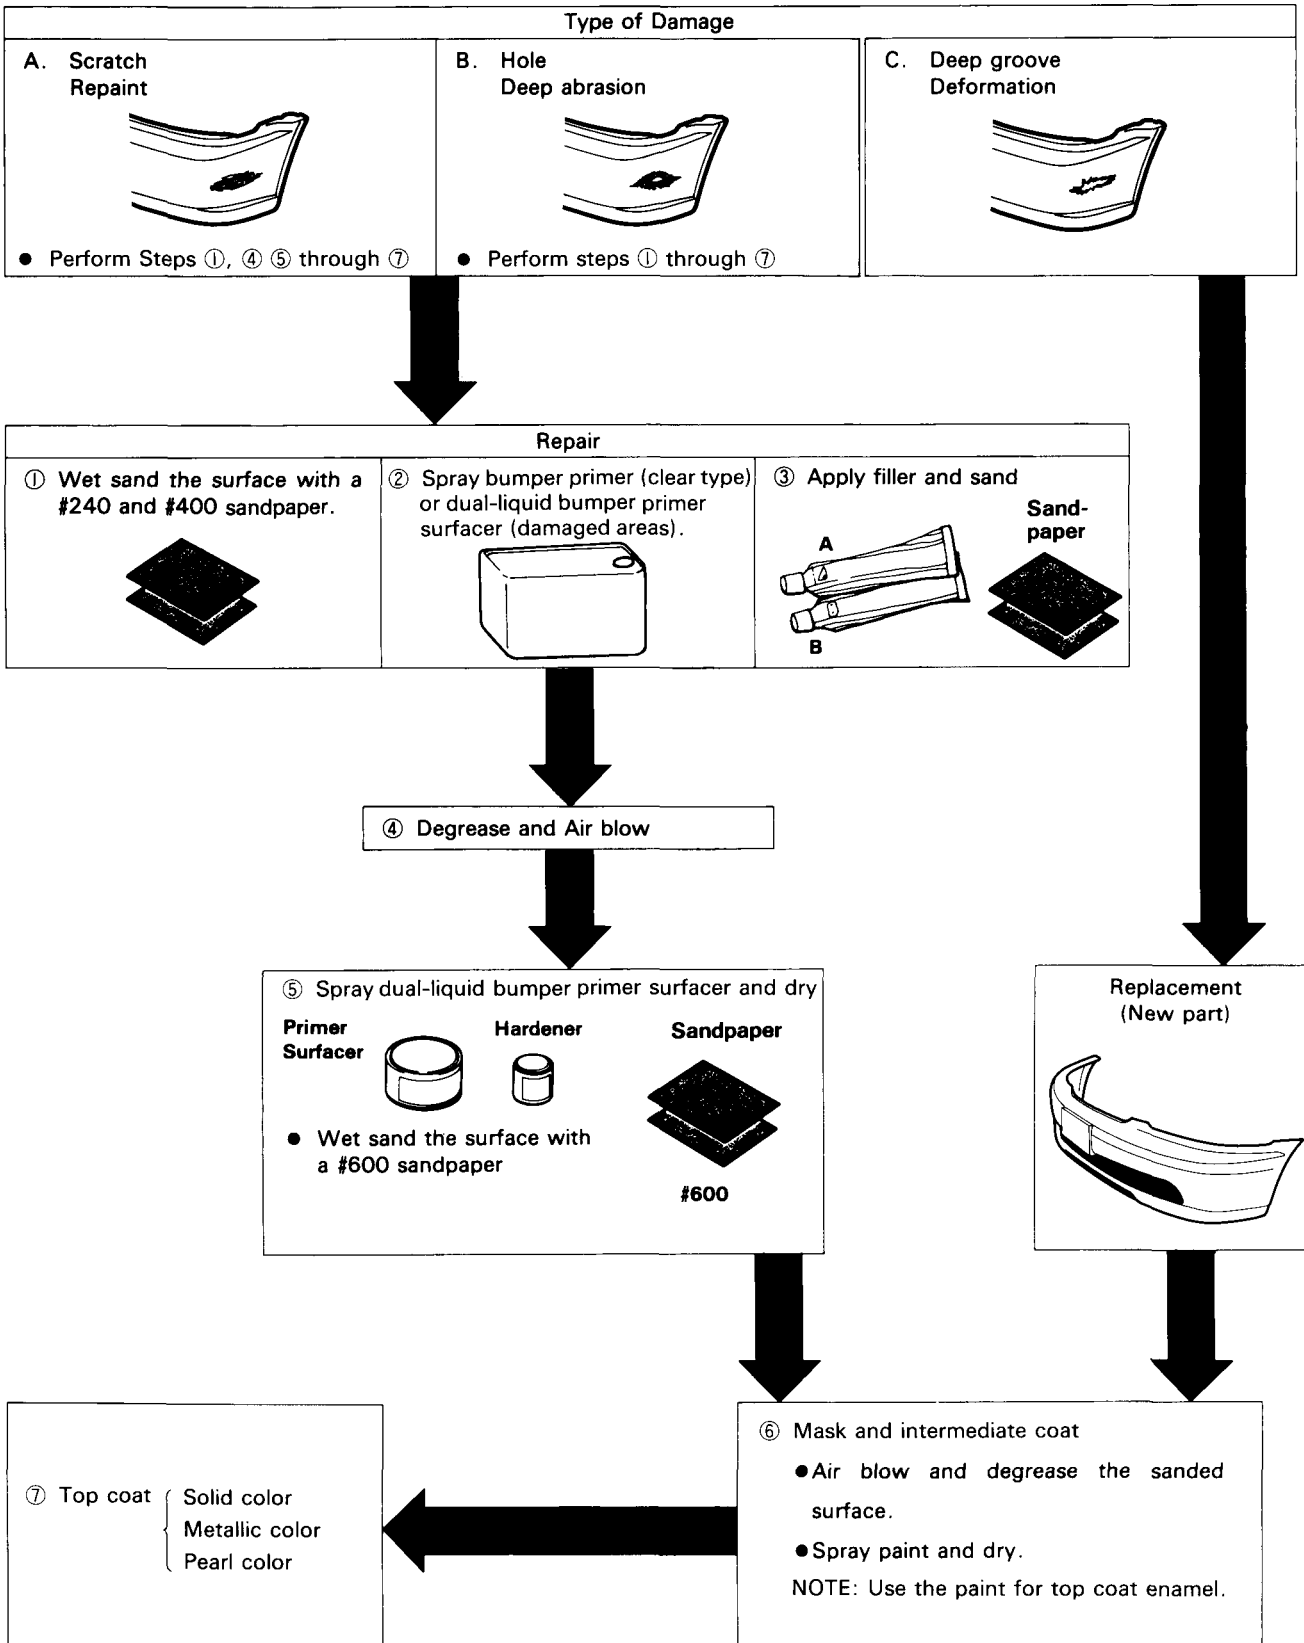 Type of Damage
A. Scratch
Repaint
● Perform Steps ①, ④ ⑤ through ⑦
B. Hole
Deep abrasion
● Perform steps ① through ⑦
C. Deep groove
Deformation
Repair
① Wet sand the surface with a
#240 and #400 sandpaper.
② Spray bumper primer (clear type)
or dual-liquid bumper primer
surfacer (damaged areas).
③ Apply filler and sand
A
B
Sand-
paper
④ Degrease and Air blow
⑤ Spray dual-liquid bumper primer surfacer and dry
Primer
Surfacer
Hardener
Sandpaper
● Wet sand the surface with
a #600 sandpaper
#600
Replacement
(New part)
⑥ Mask and intermediate coat
● Air blow and degrease the sanded
surface.
● Spray paint and dry.
NOTE: Use the paint for top coat enamel.
⑦ Top coat { Solid color
Metallic color
Pearl color